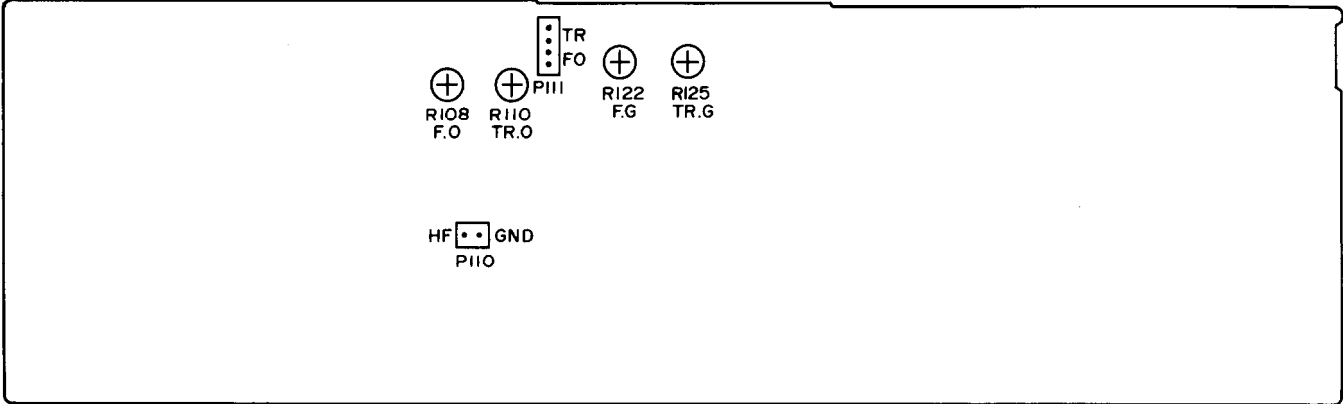 TR
FO
P111
R108
F.O
R110
TR.O
R122
F.G
R125
TR.G
HF GND
P110